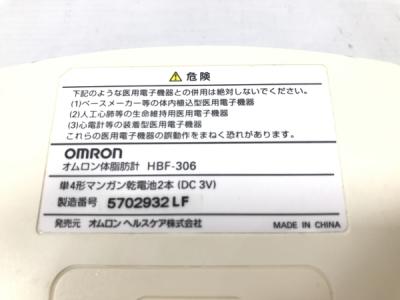 ⚠ 危険
下記のような医用電子機器との併用は絶対しないでください。
(1)ペースメーカー等の体内植込型医用電子機器
(2)人工心肺等の生命維持用医用電子機器
(3)心電計等の装着型医用電子機器
これらの医用電子機器の誤動作をまねく恐れがあります。
OMRON
オムロン体脂肪計 HBF-306
単4形マンガン乾電池2本 (DC 3V)
製造番号 5702932 LF
発売元 オムロン ヘルスケア株式会社 MADE IN CHINA